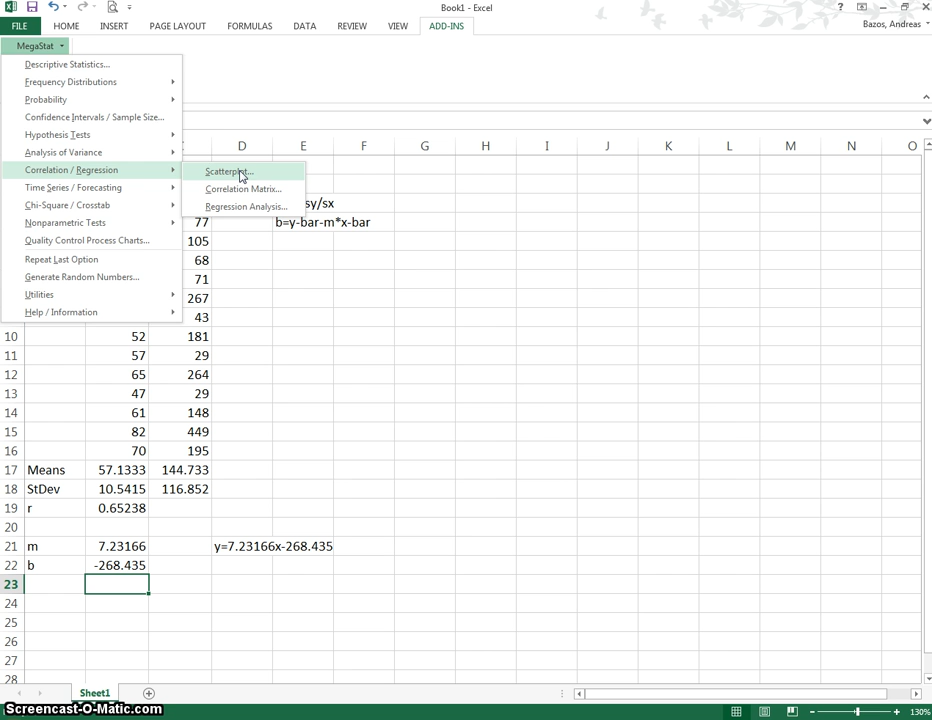 Book1 - Excel
FILE HOME INSERT PAGE LAYOUT FORMULAS DATA REVIEW VIEW ADD-INS
Bazos, Andreas
MegaStat
Descriptive Statistics...
Frequency Distributions
Probability
Confidence Intervals / Sample Size...
Hypothesis Tests
Analysis of Variance
Correlation / Regression
Time Series / Forecasting
Chi-Square / Crosstab
Nonparametric Tests
Quality Control Process Charts...
Repeat Last Option
Generate Random Numbers...
Utilities
Help / Information
Scatterplot...
Correlation Matrix...
Regression Analysis...
D E F G H I J K L M N O
sy/sx
77 b=y-bar-m*x-bar
105
68
71
267
43
10 52 181
11 57 29
12 65 264
13 47 29
14 61 148
15 82 449
16 70 195
17 Means 57.1333 144.733
18 StDev 10.5415 116.852
19 r 0.65238
20
21 m 7.23166 y=7.23166x-268.435
22 b -268.435
23
24
25
26
27
28
Sheet1
130%
Screencast-O-Matic.com